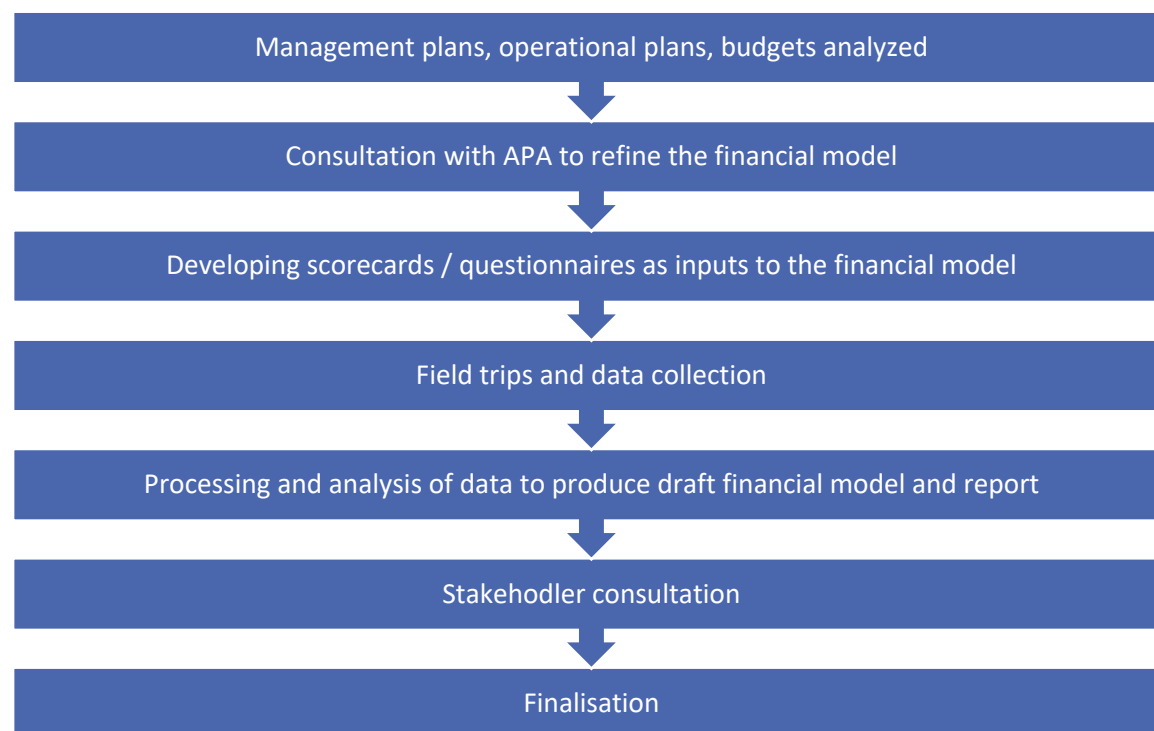 Management plans, operational plans, budgets analyzed
Consultation with APA to refine the financial model
Developing scorecards / questionnaires as inputs to the financial model
Field trips and data collection
Processing and analysis of data to produce draft financial model and report
Stakehodler consultation
Finalisation